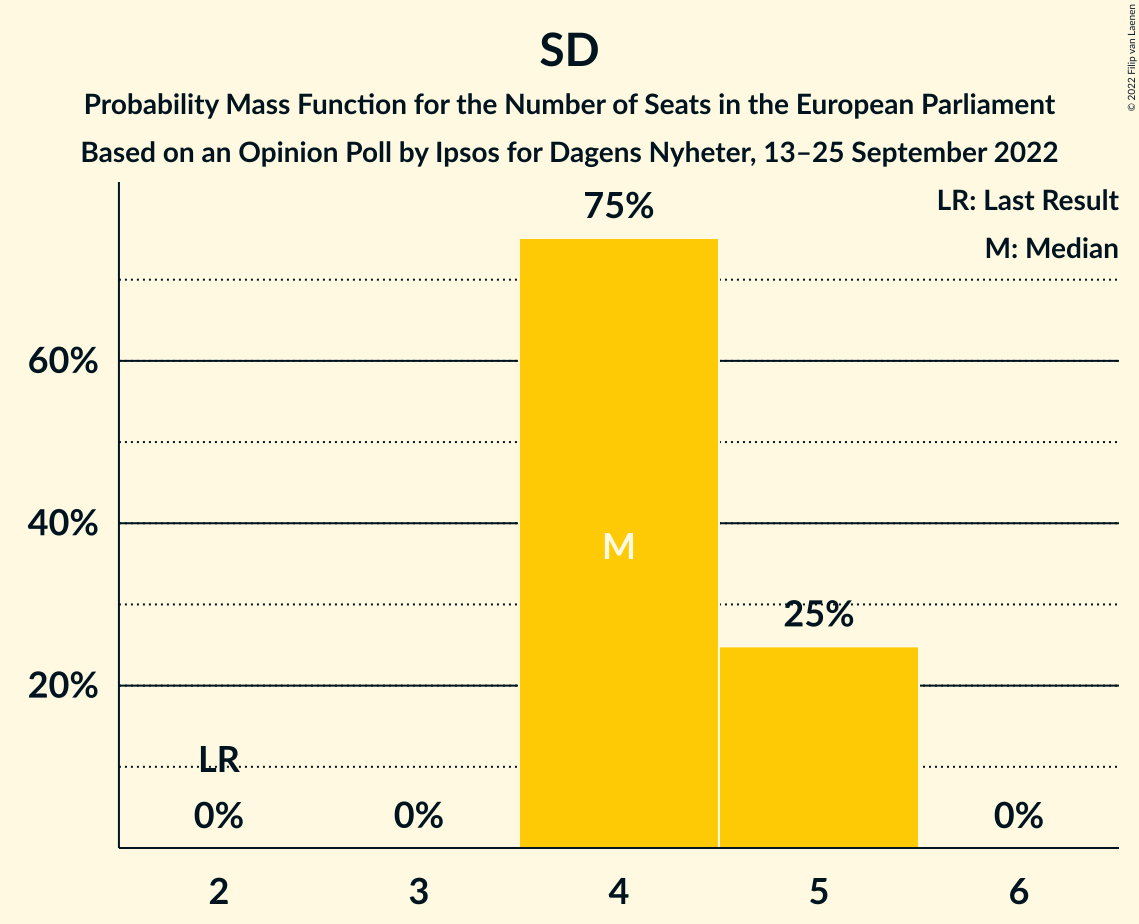 SD
Probability Mass Function for the Number of Seats in the European Parliament
Based on an Opinion Poll by Ipsos for Dagens Nyheter, 13–25 September 2022
© 2022 Filip van Laenen
LR: Last Result
M: Median
75%
60%
40%
20%
M
25%
LR
0%
0%
0%
2
3
4
5
6